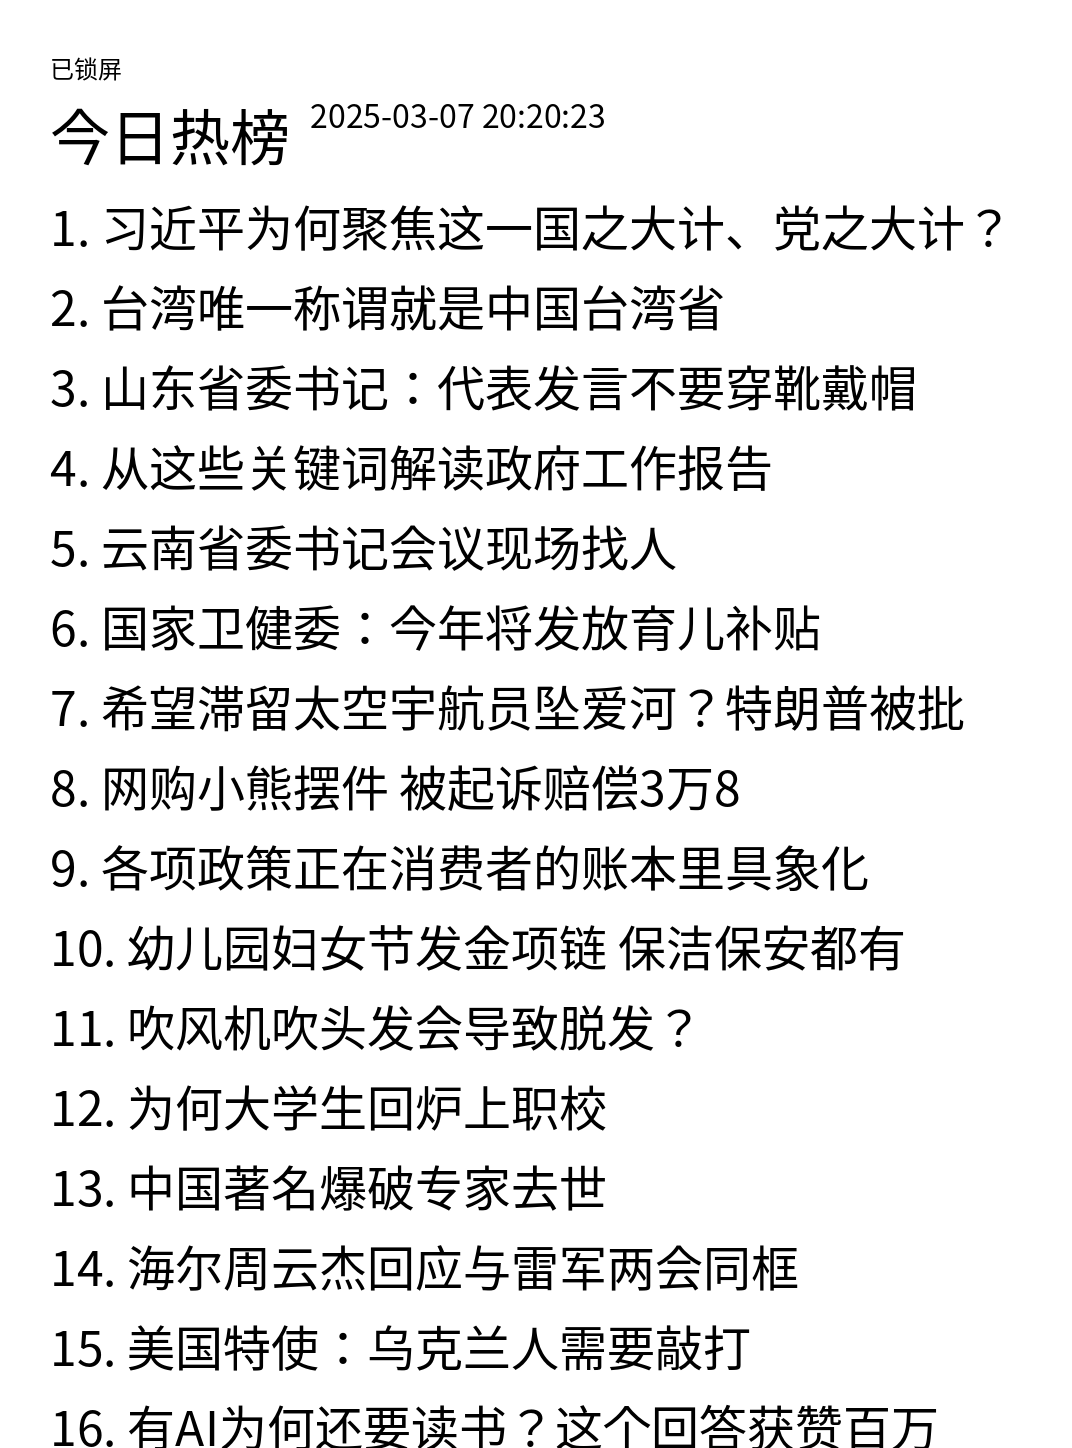 已锁屏
今日热榜 2025-03-07 20:20:23
1. 习近平为何聚焦这一国之大计、党之大计？
2. 台湾唯一称谓就是中国台湾省
3. 山东省委书记：代表发言不要穿靴戴帽
4. 从这些关键词解读政府工作报告
5. 云南省委书记会议现场找人
6. 国家卫健委：今年将发放育儿补贴
7. 希望滞留太空宇航员坠爱河？特朗普被批
8. 网购小熊摆件 被起诉赔偿3万8
9. 各项政策正在消费者的账本里具象化
10. 幼儿园妇女节发金项链 保洁保安都有
11. 吹风机吹头发会导致脱发？
12. 为何大学生回炉上职校
13. 中国著名爆破专家去世
14. 海尔周云杰回应与雷军两会同框
15. 美国特使：乌克兰人需要敲打
16. 有AI为何还要读书？这个回答获赞百万